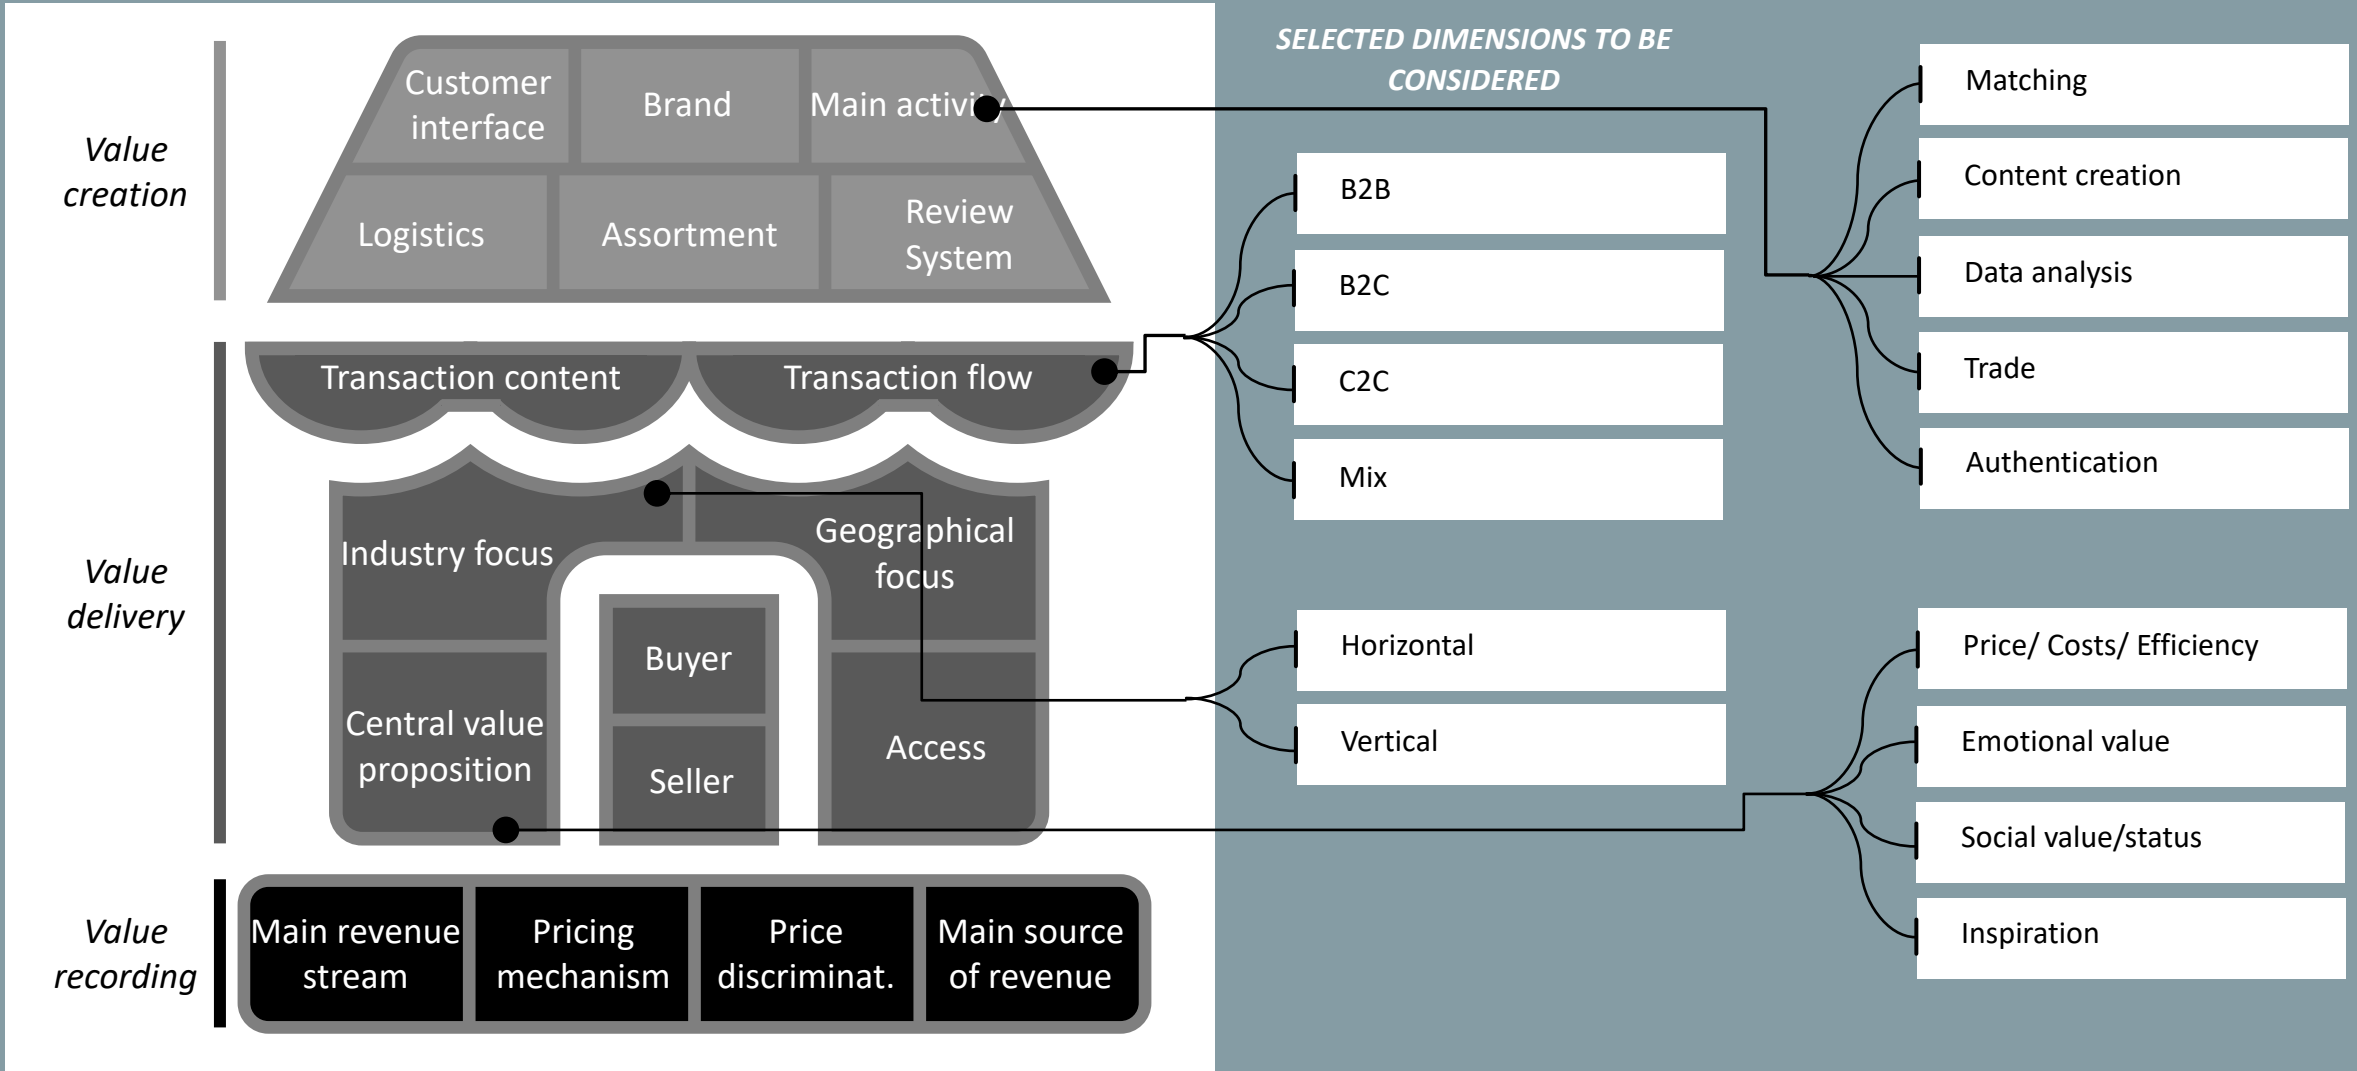 Value
creation
Customer
interface
Brand
Main activity
Logistics
Assortment
Review
System
Value
delivery
Transaction content
Transaction flow
Industry focus
Geographical
focus
Central value
proposition
Buyer
Seller
Access
Value
recording
Main revenue
stream
Pricing
mechanism
Price
discriminat.
Main source
of revenue
SELECTED DIMENSIONS TO BE
CONSIDERED
B2B
B2C
C2C
Mix
Horizontal
Vertical
Matching
Content creation
Data analysis
Trade
Authentication
Price/ Costs/ Efficiency
Emotional value
Social value/status
Inspiration